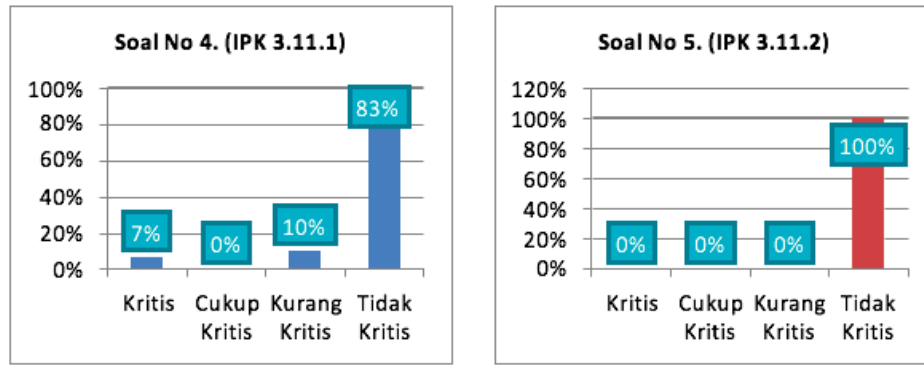 Soal No 4. (IPK 3.11.1)
100%
80%
60%
40%
20%
0%
7%
0%
10%
83%
Kritis
Cukup
Kritis
Kurang
Kritis
Tidak
Kritis
Soal No 5. (IPK 3.11.2)
120%
100%
80%
60%
40%
20%
0%
0%
0%
0%
100%
Kritis
Cukup
Kritis
Kurang
Kritis
Tidak
Kritis